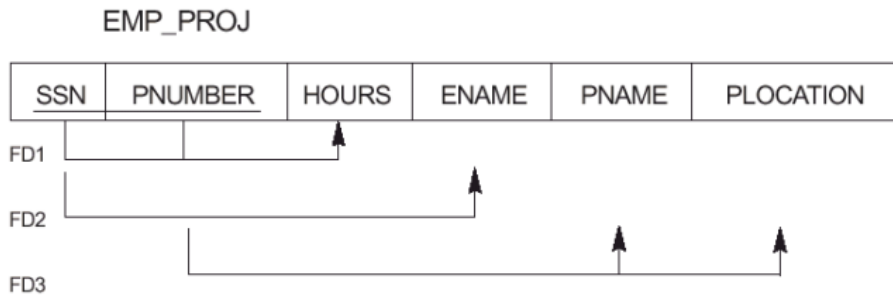 EMP_PROJ
SSN PNUMBER HOURS ENAME PNAME PLOCATION
FD1
FD2
FD3